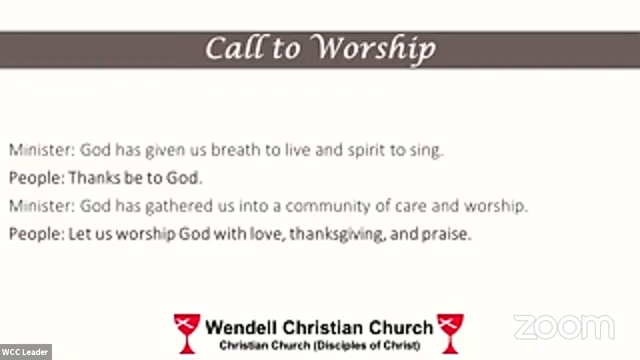 Call to Worship
Minister: God has given us breath to live and spirit to sing.
People: Thanks be to God.
Minister: God has gathered us into a community of care and worship.
People: Let us worship God with love, thanksgiving, and praise.
Wendell Christian Church
Christian Church (Disciples of Christ)
zoom
WCC Leader